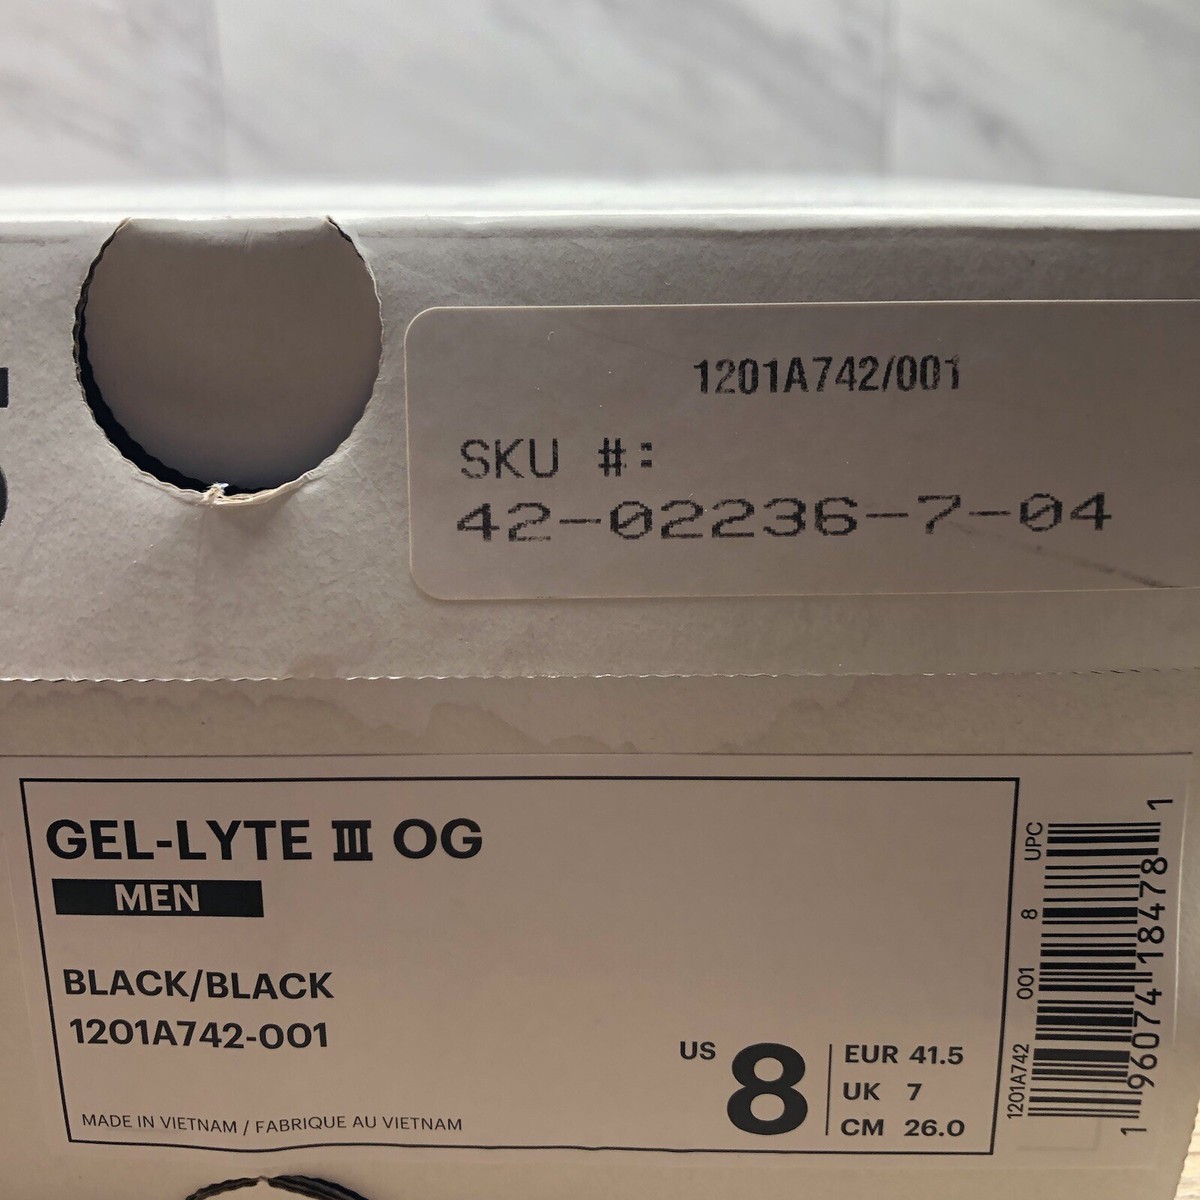 1201A742/001
SKU #:
42-02236-7-04
GEL-LYTE III OG
MEN
BLACK/BLACK
1201A742-001
US 8
EUR 41.5
UK 7
CM 26.0
MADE IN VIETNAM / FABRIQUE AU VIETNAM
1201A742 001 8 UPC
1 96074 18478 1